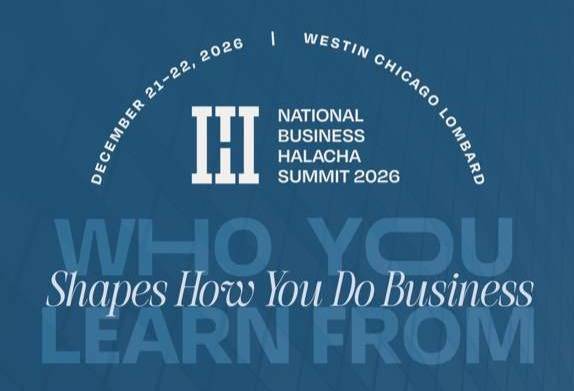 DECEMBER 21–22, 2026 | WESTIN CHICAGO LOMBARD
NATIONAL
BUSINESS
HALACHA
SUMMIT 2026
WHO YOU
Shapes How You Do Business
LEARN FROM